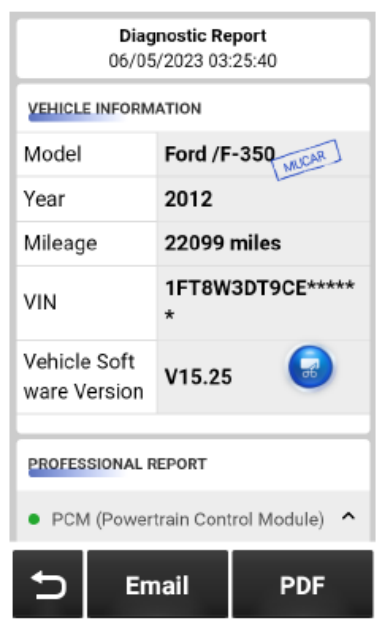 Diagnostic Report
06/05/2023 03:25:40
VEHICLE INFORMATION
Model
Ford /F-350
MUCAR
Year
2012
Mileage
22099 miles
VIN
1FT8W3DT9CE*****
*
Vehicle Soft
ware Version
V15.25
PROFESSIONAL REPORT
PCM (Powertrain Control Module)
Email
PDF